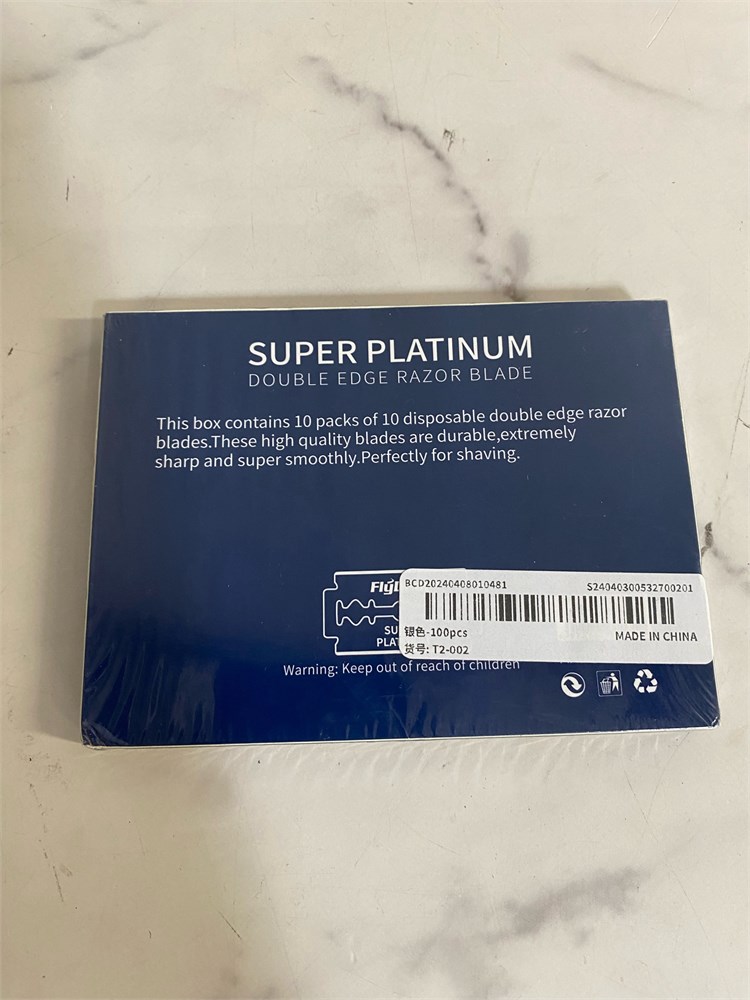 SUPER PLATINUM
DOUBLE EDGE RAZOR BLADE
This box contains 10 packs of 10 disposable double edge razor
blades.These high quality blades are durable,extremely
sharp and super smoothly.Perfectly for shaving.
BCD20240408010481 S24040300532700201
银色-100pcs MADE IN CHINA
货号: T2-002
Warning: Keep out of reach of children